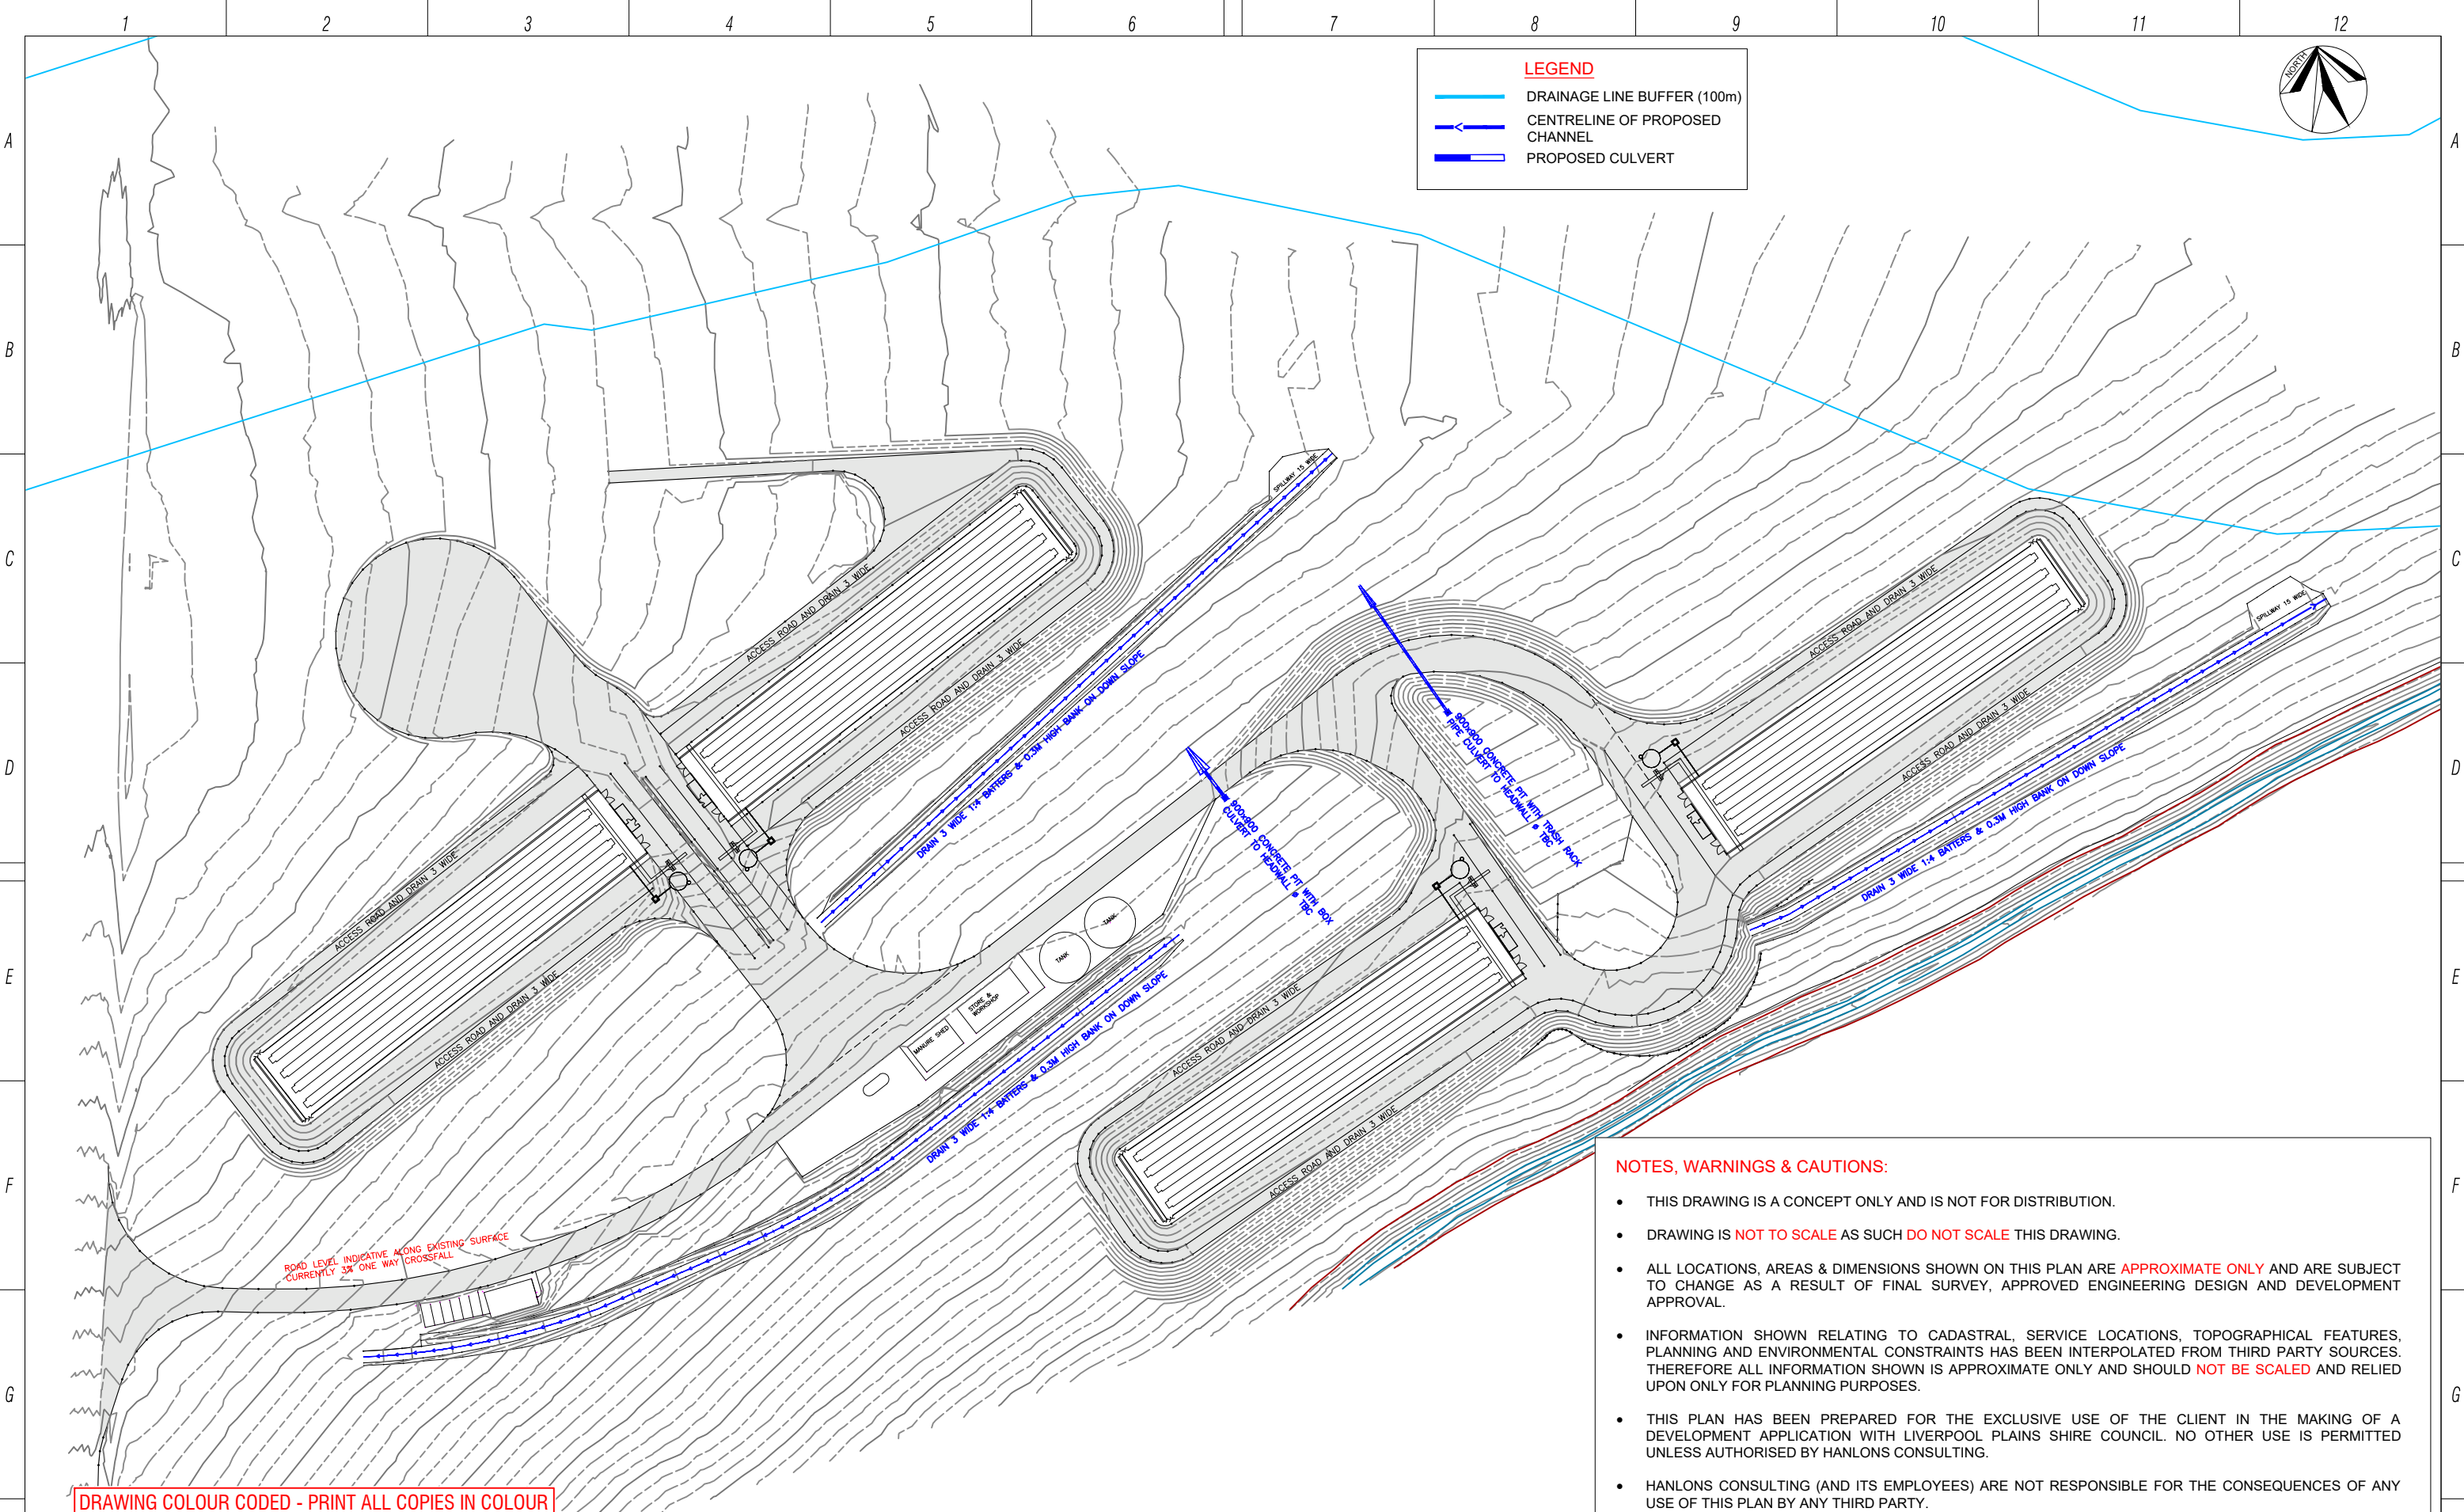 1 2 3 4 5 6 7 8 9 10 11 12
A
B
C
D
E
F
G
A
B
C
D
E
F
G
NORTH
LEGEND
DRAINAGE LINE BUFFER (100m)
CENTRELINE OF PROPOSED
CHANNEL
PROPOSED CULVERT
SPILLWAY 15 WIDE
ACCESS ROAD AND DRAIN 3 WIDE
ACCESS ROAD AND DRAIN 3 WIDE
DRAIN 3 WIDE 1:4 BATTERS & 0.3M HIGH BANK ON DOWN SLOPE
ACCESS ROAD AND DRAIN 3 WIDE
ACCESS ROAD AND DRAIN 3 WIDE
900x900 CONCRETE PIT WITH BOX
CULVERT TO HEADWALL ø TBC
900x900 CONCRETE PIT WITH TRASH RACK
PIPE CULVERT TO HEADWALL ø TBC
ACCESS ROAD AND DRAIN 3 WIDE
ACCESS ROAD AND DRAIN 3 WIDE
SPILLWAY 15 WIDE
DRAIN 3 WIDE 1:4 BATTERS & 0.3M HIGH BANK ON DOWN SLOPE
TANK
TANK
STORE &
WORKSHOP
MANURE SHED
DRAIN 3 WIDE 1:4 BATTERS & 0.3M HIGH BANK ON DOWN SLOPE
ACCESS ROAD AND DRAIN 3 WIDE
ACCESS ROAD AND DRAIN 3 WIDE
ROAD LEVEL INDICATIVE ALONG EXISTING SURFACE
CURRENTLY 3% ONE WAY CROSSFALL
NOTES, WARNINGS & CAUTIONS:
• THIS DRAWING IS A CONCEPT ONLY AND IS NOT FOR DISTRIBUTION.
• DRAWING IS NOT TO SCALE AS SUCH DO NOT SCALE THIS DRAWING.
• ALL LOCATIONS, AREAS & DIMENSIONS SHOWN ON THIS PLAN ARE APPROXIMATE ONLY AND ARE SUBJECT
TO CHANGE AS A RESULT OF FINAL SURVEY, APPROVED ENGINEERING DESIGN AND DEVELOPMENT
APPROVAL.
• INFORMATION SHOWN RELATING TO CADASTRAL, SERVICE LOCATIONS, TOPOGRAPHICAL FEATURES,
PLANNING AND ENVIRONMENTAL CONSTRAINTS HAS BEEN INTERPOLATED FROM THIRD PARTY SOURCES.
THEREFORE ALL INFORMATION SHOWN IS APPROXIMATE ONLY AND SHOULD NOT BE SCALED AND RELIED
UPON ONLY FOR PLANNING PURPOSES.
• THIS PLAN HAS BEEN PREPARED FOR THE EXCLUSIVE USE OF THE CLIENT IN THE MAKING OF A
DEVELOPMENT APPLICATION WITH LIVERPOOL PLAINS SHIRE COUNCIL. NO OTHER USE IS PERMITTED
UNLESS AUTHORISED BY HANLONS CONSULTING.
• HANLONS CONSULTING (AND ITS EMPLOYEES) ARE NOT RESPONSIBLE FOR THE CONSEQUENCES OF ANY
USE OF THIS PLAN BY ANY THIRD PARTY.
DRAWING COLOUR CODED - PRINT ALL COPIES IN COLOUR